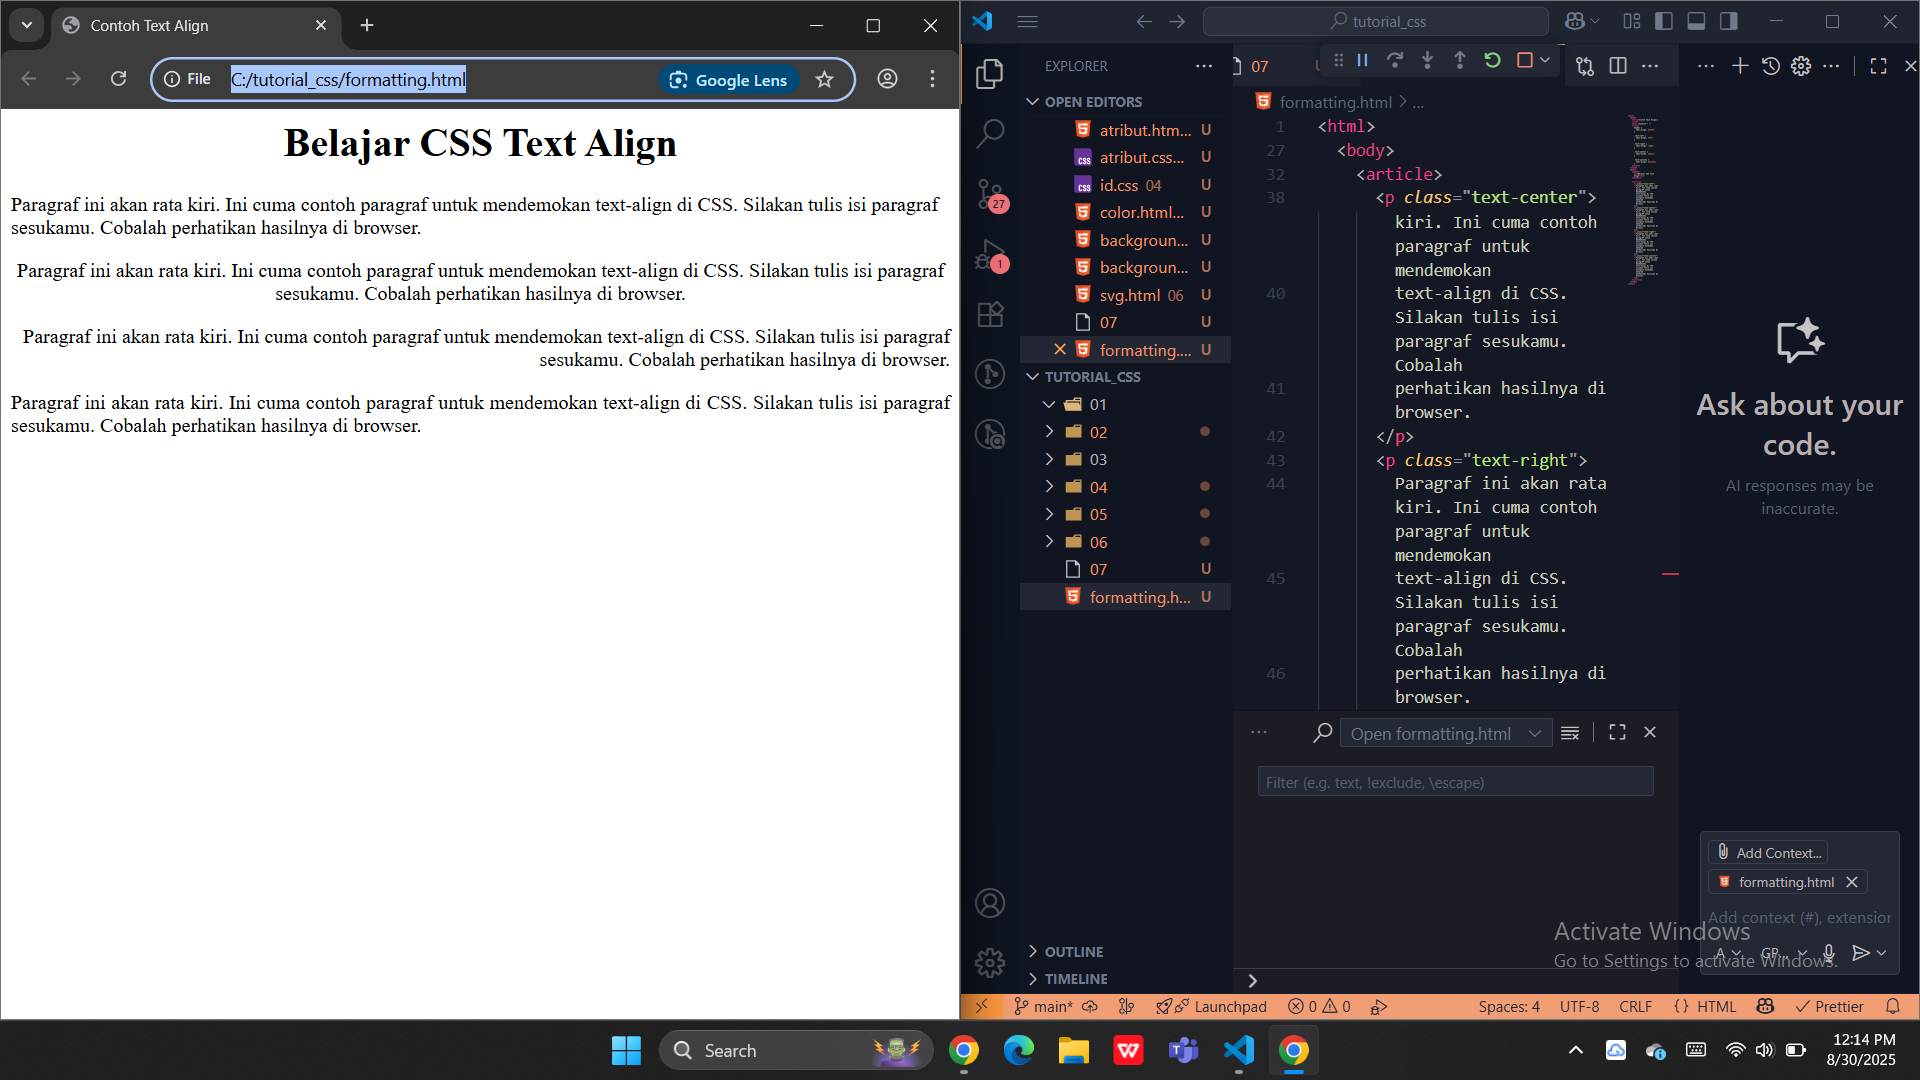 Contoh Text Align
File
C:/tutorial_css/formatting.html
Google Lens
Belajar CSS Text Align
Paragraf ini akan rata kiri. Ini cuma contoh paragraf untuk mendemokan text-align di CSS. Silakan tulis isi paragraf
sesukamu. Cobalah perhatikan hasilnya di browser.
Paragraf ini akan rata kiri. Ini cuma contoh paragraf untuk mendemokan text-align di CSS. Silakan tulis isi paragraf
sesukamu. Cobalah perhatikan hasilnya di browser.
Paragraf ini akan rata kiri. Ini cuma contoh paragraf untuk mendemokan text-align di CSS. Silakan tulis isi paragraf
sesukamu. Cobalah perhatikan hasilnya di browser.
Paragraf ini akan rata kiri. Ini cuma contoh paragraf untuk mendemokan text-align di CSS. Silakan tulis isi paragraf
sesukamu. Cobalah perhatikan hasilnya di browser.
tutorial_css
27
1
EXPLORER
OPEN EDITORS
atribut.htm... U
atribut.css... U
id.css 04 U
color.html... U
backgroun... U
backgroun... U
svg.html 06 U
07 U
formatting.... U
TUTORIAL_CSS
01
02
03
04
05
06
07 U
formatting.h... U
OUTLINE
TIMELINE
07 U
formatting.html > ...
1 <html>
27 <body>
32 <article>
38 <p class="text-center">
kiri. Ini cuma contoh
paragraf untuk
mendemokan
40 text-align di CSS.
Silakan tulis isi
paragraf sesukamu.
Cobalah
41 perhatikan hasilnya di
browser.
42 </p>
43 <p class="text-right">
44 Paragraf ini akan rata
kiri. Ini cuma contoh
paragraf untuk
mendemokan
45 text-align di CSS.
Silakan tulis isi
paragraf sesukamu.
Cobalah
46 perhatikan hasilnya di
browser.
Open formatting.html
Filter (e.g. text, !exclude, \escape)
Ask about your
code.
AI responses may be
inaccurate.
Add Context...
formatting.html
Add context (#), extension
A
GP...
Activate Windows
Go to Settings to activate Windows.
main*
Launchpad
0 0
Spaces: 4
UTF-8
CRLF
{} HTML
Prettier
Search
12:14 PM
8/30/2025